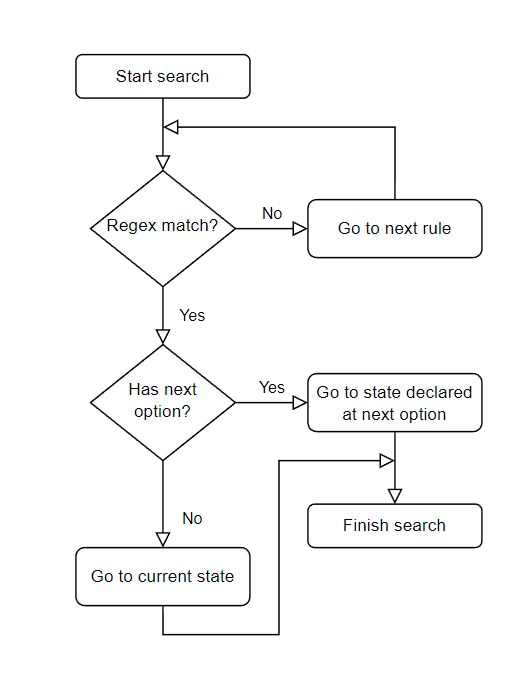 Start search
Regex match?
No
Go to next rule
Yes
Has next
option?
Yes
Go to state declared
at next option
No
Finish search
Go to current state